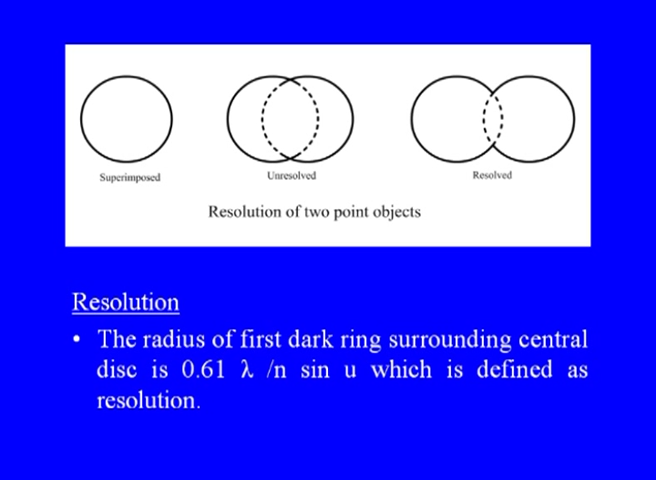 Superimposed
Unresolved
Resolved
Resolution of two point objects
Resolution
• The radius of first dark ring surrounding central
disc is 0.61 λ /n sin u which is defined as
resolution.